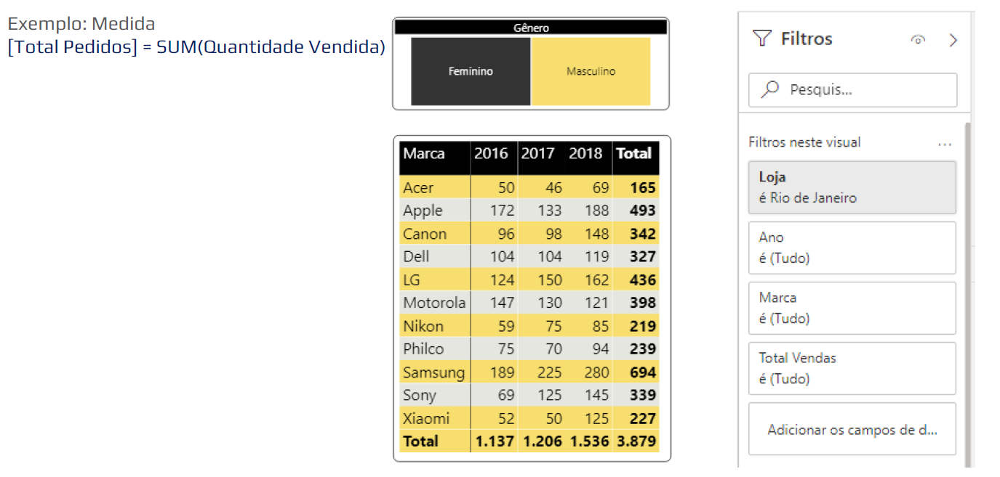 Exemplo: Medida
[Total Pedidos] = SUM(Quantidade Vendida)
Gênero
Feminino Masculino
Marca 2016 2017 2018 Total
Acer 50 46 69 165
Apple 172 133 188 493
Canon 96 98 148 342
Dell 104 104 119 327
LG 124 150 162 436
Motorola 147 130 121 398
Nikon 59 75 85 219
Philco 75 70 94 239
Samsung 189 225 280 694
Sony 69 125 145 339
Xiaomi 52 50 125 227
Total 1.137 1.206 1.536 3.879
Filtros
Pesquis...
Filtros neste visual ...
Loja
é Rio de Janeiro
Ano
é (Tudo)
Marca
é (Tudo)
Total Vendas
é (Tudo)
Adicionar os campos de d...